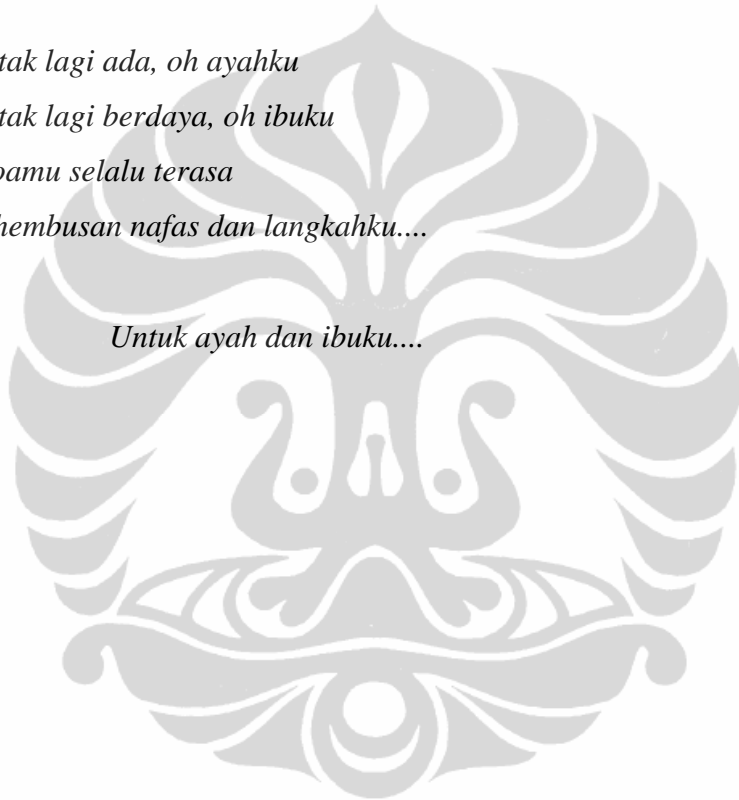 tak lagi ada, oh ayahku
tak lagi berdaya, oh ibuku
oamu selalu terasa
hembusan nafas dan langkahku....
Untuk ayah dan ibuku....